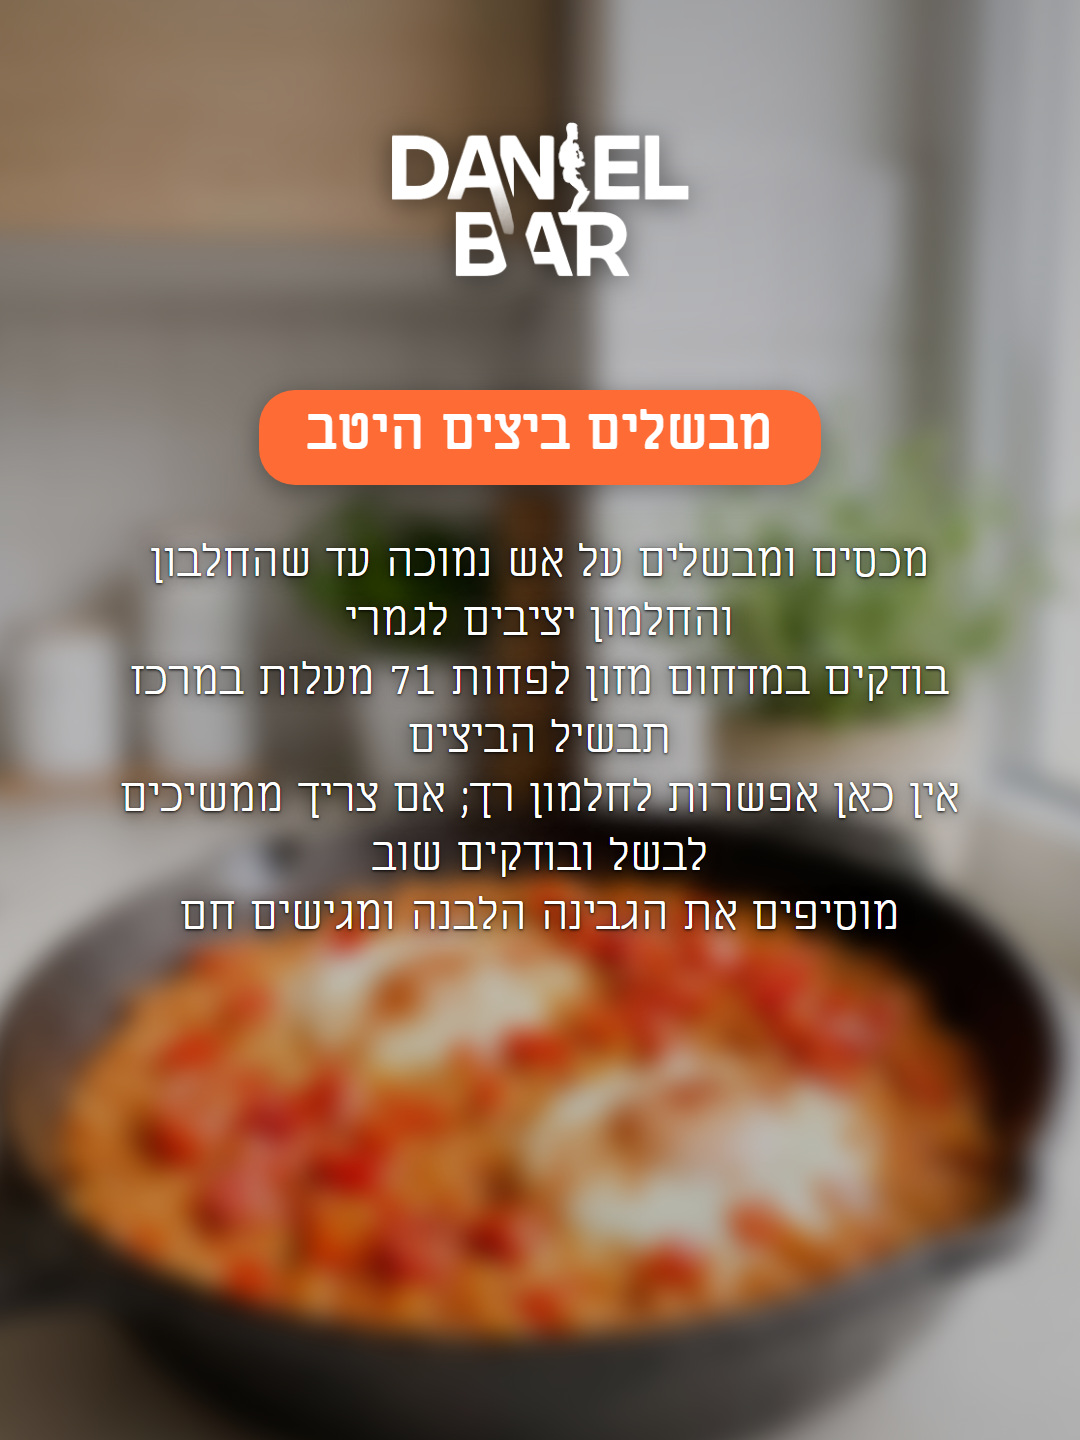 DANIEL
BAR
מבשלים ביצים היטב
מכסים ומבשלים על אש נמוכה עד שהחלבון
והחלמון יציבים לגמרי
בודקים במדחום מזון לפחות 71 מעלות במרכז
תבשיל הביצים
אין כאן אפשרות לחלמון רך; אם צריך ממשיכים
לבשל ובודקים שוב
מוסיפים את הגבינה הלבנה ומגישים חם